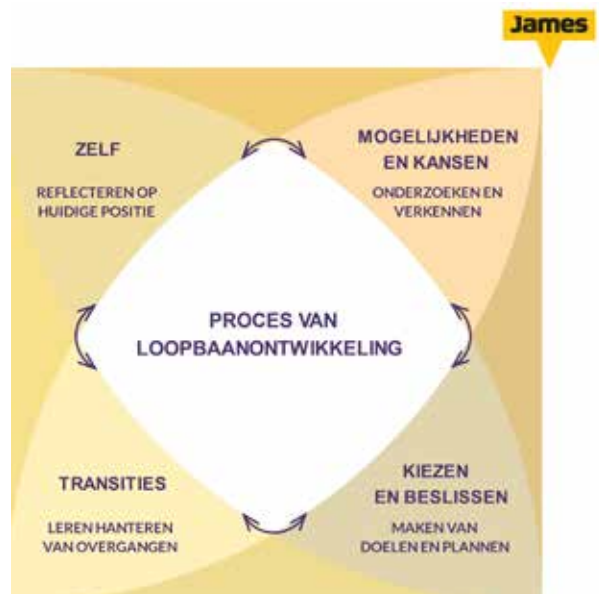 James
ZELF
REFLECTEREN OP
HUIDIGE POSITIE
MOGELIJKHEDEN
EN KANSEN
ONDERZOEKEN EN
VERKENNEN
PROCES VAN
LOOPBAANONTWIKKELING
TRANSITIES
LEREN HANTEREN
VAN OVERGANGEN
KIEZEN
EN BESLISSEN
MAKEN VAN
DOELEN EN PLANNEN